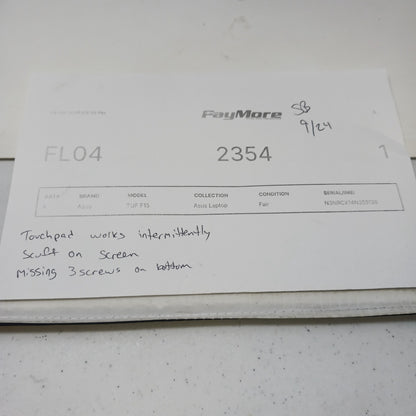 PayMore SB
9/24
FL04 2354 1
DATA BRAND MODEL COLLECTION CONDITION SERIAL/IMEI
Asus TUF F15 Asus Laptop Fair
Touchpad works intermittently
Scuff on Screen
Missing 3 screws on bottom